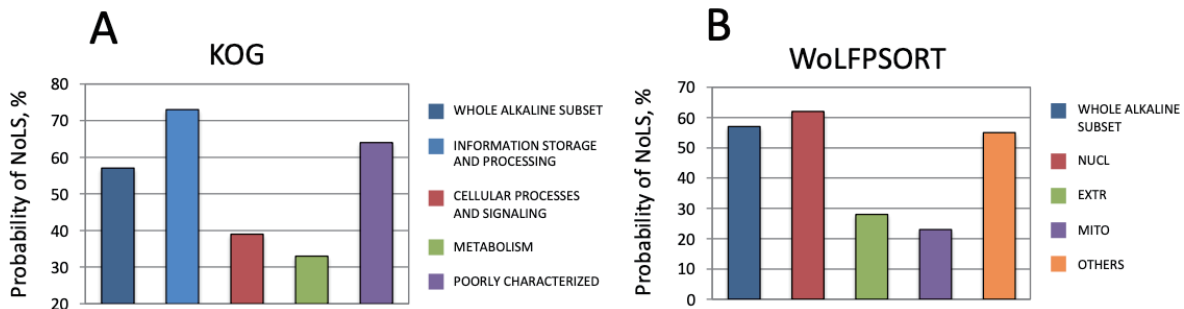 A
KOG
Probability of NoLS, %
80
70
60
50
40
30
20
WHOLE ALKALINE SUBSET
INFORMATION STORAGE
AND PROCESSING
CELLULAR PROCESSES
AND SIGNALING
METABOLISM
POORLY CHARACTERIZED
B
WoLFPSORT
Probability of NoLS, %
70
60
50
40
30
20
10
0
WHOLE ALKALINE
SUBSET
NUCL
EXTR
MITO
OTHERS